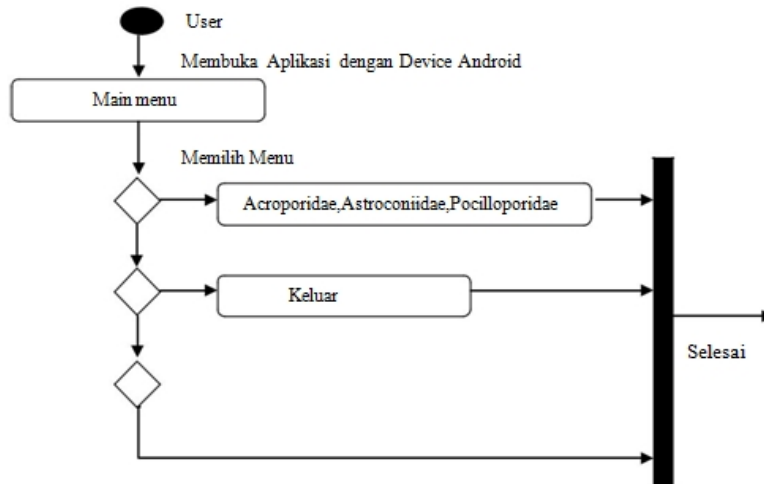 User
Membuka Aplikasi dengan Device Android
Main menu
Memilih Menu
Acroporidae,Astroconiidae,Pocilloporidae
Keluar
Selesai